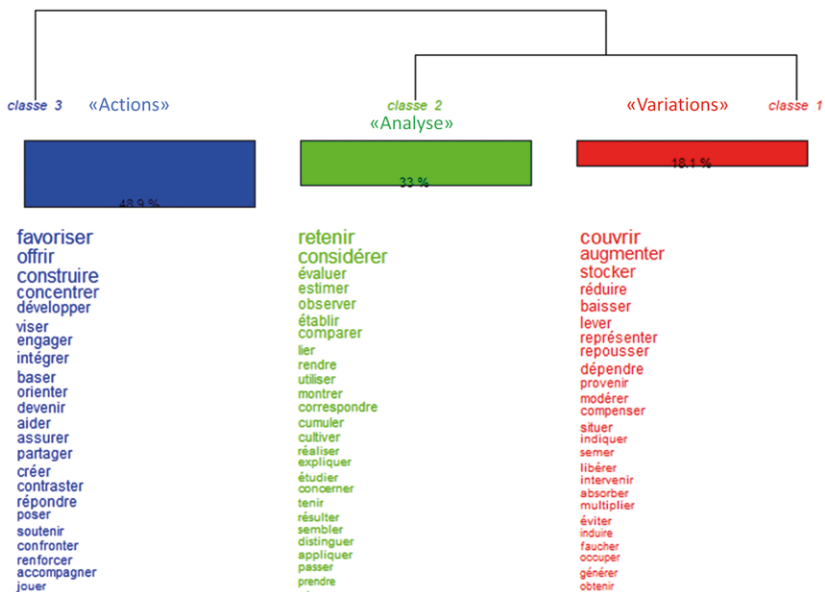 classe 3 «Actions»
48.9 %
favoriser
offrir
construire
concentrer
développer
viser
engager
intégrer
baser
orienter
devenir
aider
assurer
partager
créer
contraster
répondre
poser
soutenir
confronter
renforcer
accompagner
jouer
classe 2
«Analyse»
33 %
retenir
considérer
évaluer
estimer
observer
établir
comparer
lier
rendre
utiliser
montrer
correspondre
cumuler
cultiver
réaliser
expliquer
étudier
concerner
tenir
résulter
sembler
distinguer
appliquer
passer
prendre
«Variations» classe 1
18.1 %
couvrir
augmenter
stocker
réduire
baisser
lever
représenter
repousser
dépendre
provenir
modérer
compenser
situer
indiquer
semer
libérer
intervenir
absorber
multiplier
éviter
induire
faucher
occuper
générer
obtenir